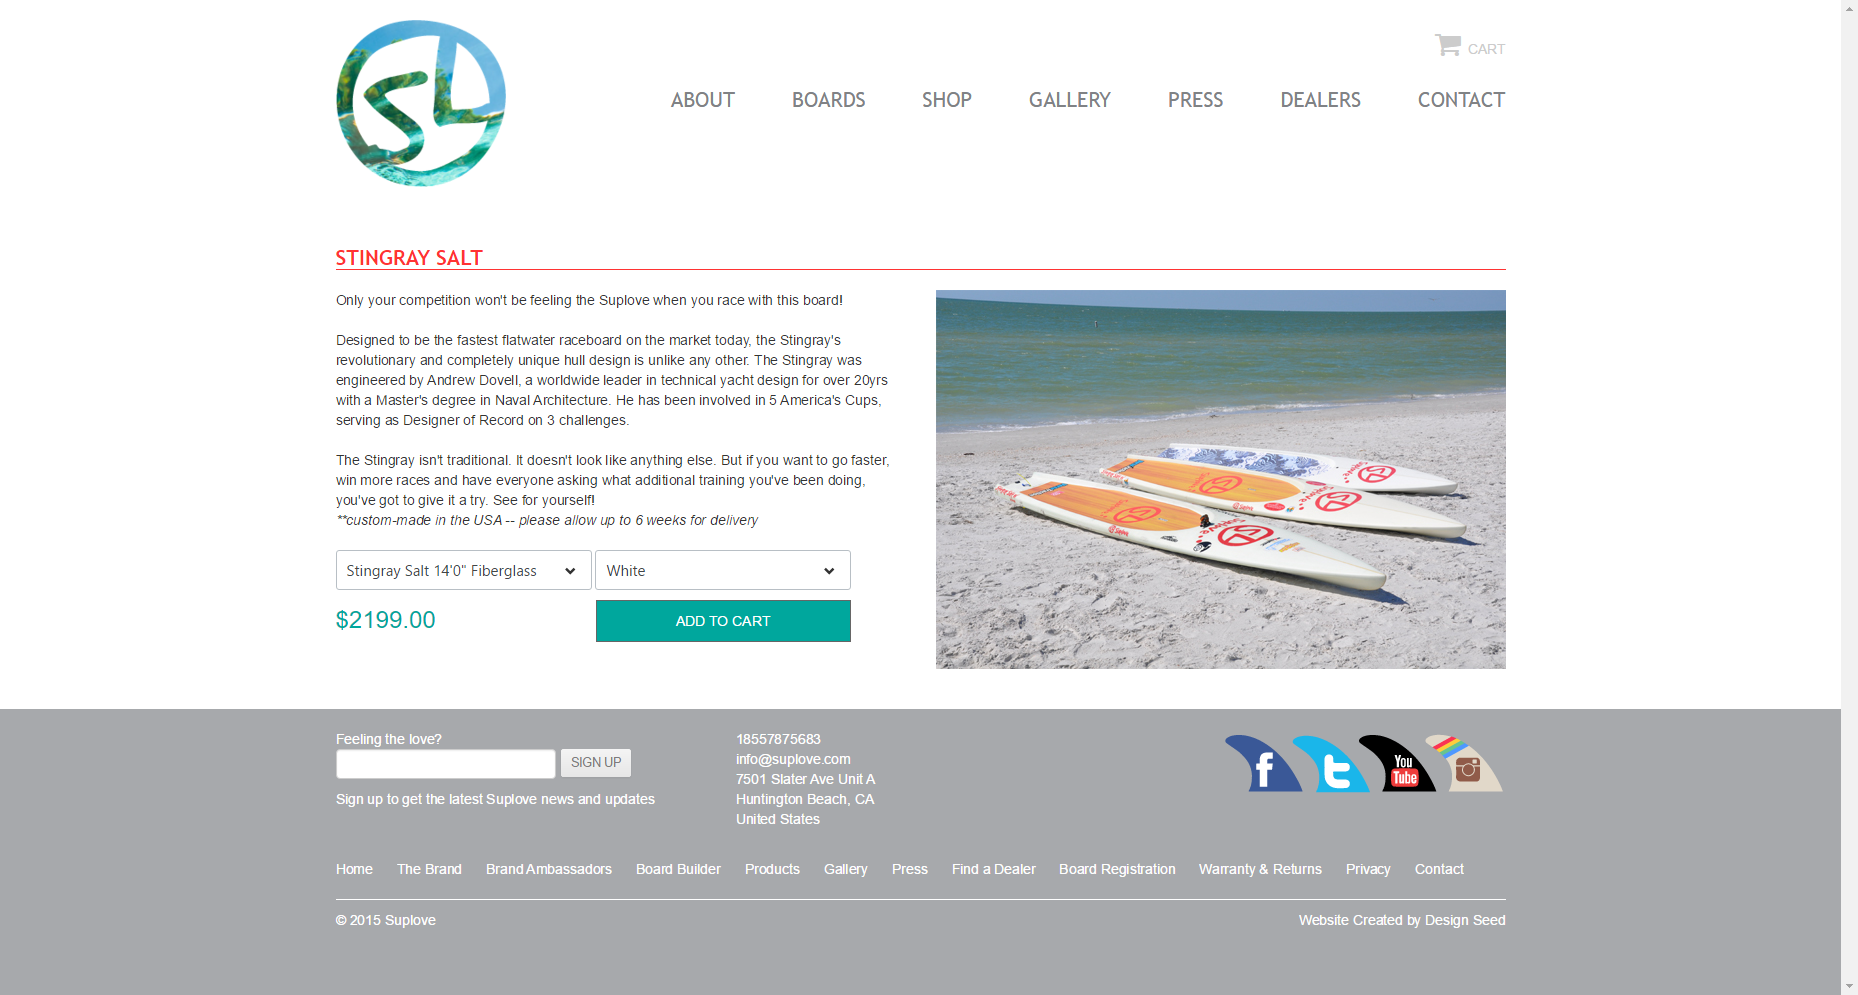 SL
CART
ABOUT BOARDS SHOP GALLERY PRESS DEALERS CONTACT
STINGRAY SALT
Only your competition won't be feeling the Suplove when you race with this board!
Designed to be the fastest flatwater raceboard on the market today, the Stingray's
revolutionary and completely unique hull design is unlike any other. The Stingray was
engineered by Andrew Dovell, a worldwide leader in technical yacht design for over 20yrs
with a Master's degree in Naval Architecture. He has been involved in 5 America's Cups,
serving as Designer of Record on 3 challenges.
The Stingray isn't traditional. It doesn't look like anything else. But if you want to go faster,
win more races and have everyone asking what additional training you've been doing,
you've got to give it a try. See for yourself!
**custom-made in the USA -- please allow up to 6 weeks for delivery
Stingray Salt 14'0" Fiberglass White
$2199.00 ADD TO CART
Feeling the love?
SIGN UP
Sign up to get the latest Suplove news and updates
18557875683
info@suplove.com
7501 Slater Ave Unit A
Huntington Beach, CA
United States
You
Tube
Home The Brand Brand Ambassadors Board Builder Products Gallery Press Find a Dealer Board Registration Warranty & Returns Privacy Contact
© 2015 Suplove Website Created by Design Seed